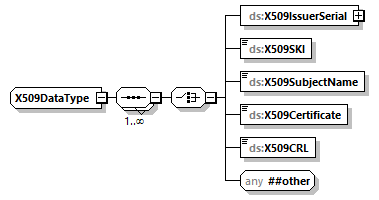 ds:X509IssuerSerial
ds:X509SKI
ds:X509SubjectName
X509DataType
1..∞
ds:X509Certificate
ds:X509CRL
any ##other